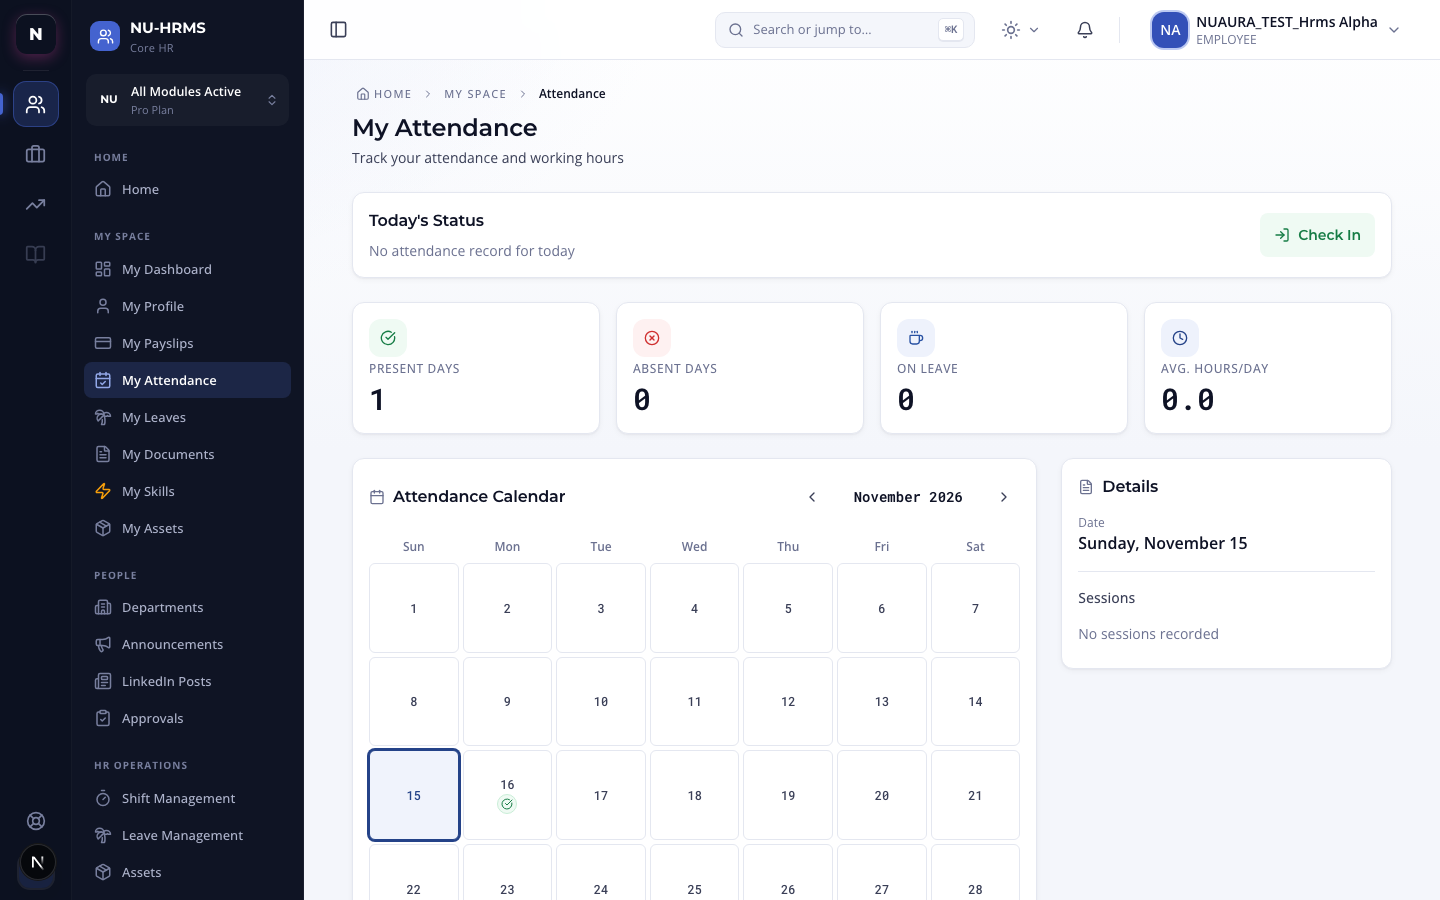 N
NU-HRMS
Core HR
NU
All Modules Active
Pro Plan
HOME
Home
MY SPACE
My Dashboard
My Profile
My Payslips
My Attendance
My Leaves
My Documents
My Skills
My Assets
PEOPLE
Departments
Announcements
LinkedIn Posts
Approvals
HR OPERATIONS
Shift Management
Leave Management
Assets
N
Search or jump to...
⌘K
NA
NUAURA_TEST_Hrms Alpha
EMPLOYEE
HOME
MY SPACE
Attendance
My Attendance
Track your attendance and working hours
Today's Status
No attendance record for today
Check In
PRESENT DAYS
1
ABSENT DAYS
0
ON LEAVE
0
AVG. HOURS/DAY
0.0
Attendance Calendar
November 2026
Sun Mon Tue Wed Thu Fri Sat
1 2 3 4 5 6 7
8 9 10 11 12 13 14
15 16 17 18 19 20 21
22 23 24 25 26 27 28
Details
Date
Sunday, November 15
Sessions
No sessions recorded